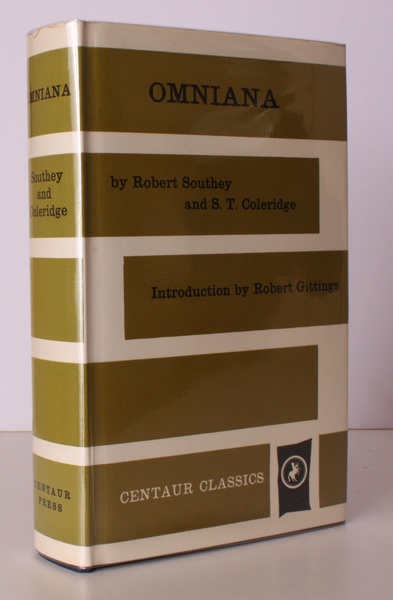 OMNIANA
by Robert Southey
and S. T. Coleridge
Introduction by Robert Gittings
CENTAUR CLASSICS
OMNIANA
Southey
and
Coleridge
CENTAUR
PRESS